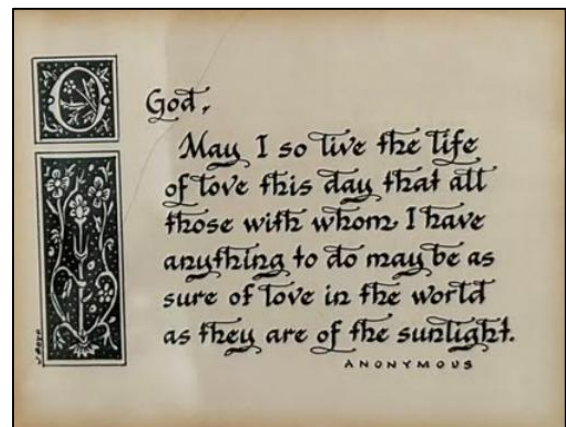 O God,
May I so live the life
of love this day that all
those with whom I have
anything to do may be as
sure of love in the world
as they are of the sunlight.
ANONYMOUS